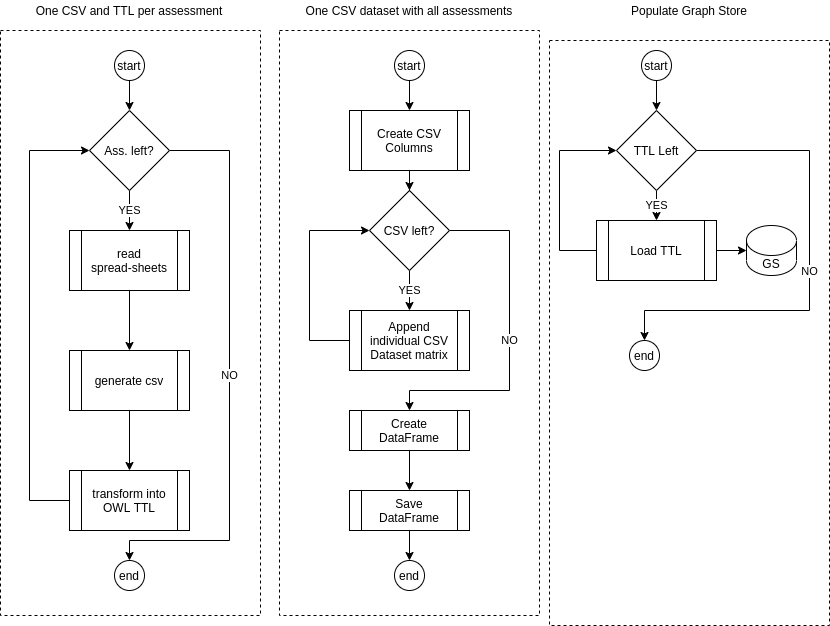 One CSV and TTL per assessment
start
Ass. left?
YES
read
spread-sheets
generate csv
NO
transform into
OWL TTL
end
One CSV dataset with all assessments
start
Create CSV
Columns
CSV left?
YES
Append
individual CSV
Dataset matrix
NO
Create
DataFrame
Save
DataFrame
end
Populate Graph Store
start
TTL Left
YES
Load TTL
GS
NO
end